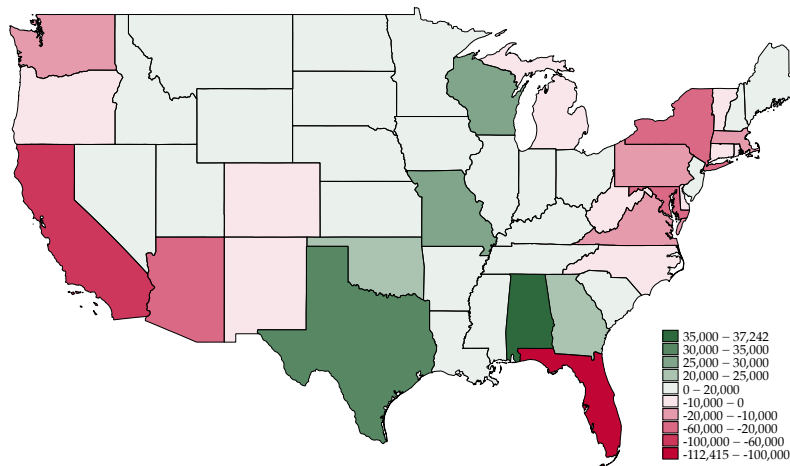 35,000 – 37,242
30,000 – 35,000
25,000 – 30,000
20,000 – 25,000
0 – 20,000
-10,000 – 0
-20,000 – -10,000
-60,000 – -20,000
-100,000 – -60,000
-112,415 – -100,000